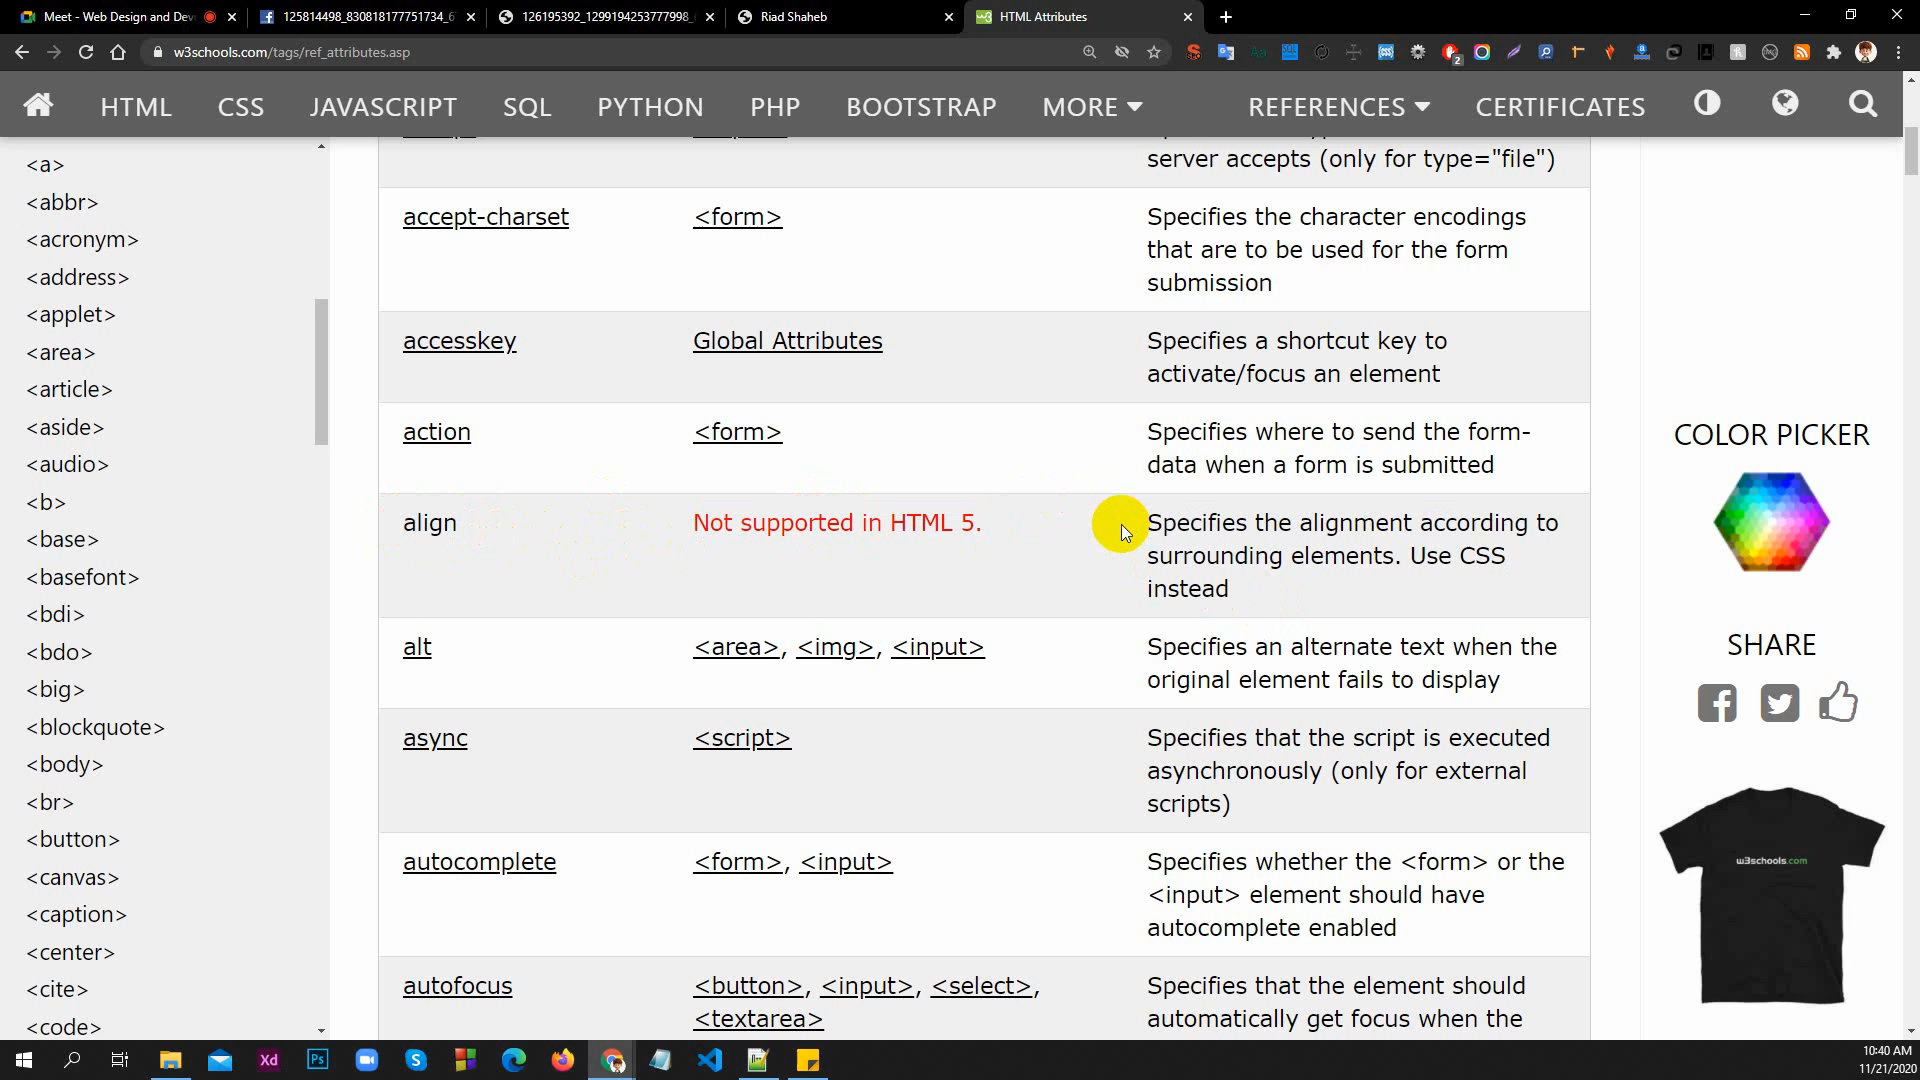 Meet - Web Design and Dev
125814498_830818177751734_6
126195392_1299194253777998_
Riad Shaheb
HTML Attributes
w3schools.com/tags/ref_attributes.asp
HTML
CSS
JAVASCRIPT
SQL
PYTHON
PHP
BOOTSTRAP
MORE
REFERENCES
CERTIFICATES
<a>
<abbr>
<acronym>
<address>
<applet>
<area>
<article>
<aside>
<audio>
<b>
<base>
<basefont>
<bdi>
<bdo>
<big>
<blockquote>
<body>
<br>
<button>
<canvas>
<caption>
<center>
<cite>
<code>
server accepts (only for type="file")
accept-charset
<form>
Specifies the character encodings
that are to be used for the form
submission
accesskey
Global Attributes
Specifies a shortcut key to
activate/focus an element
action
<form>
Specifies where to send the form-
data when a form is submitted
align
Not supported in HTML 5.
Specifies the alignment according to
surrounding elements. Use CSS
instead
alt
<area>, <img>, <input>
Specifies an alternate text when the
original element fails to display
async
<script>
Specifies that the script is executed
asynchronously (only for external
scripts)
autocomplete
<form>, <input>
Specifies whether the <form> or the
<input> element should have
autocomplete enabled
autofocus
<button>, <input>, <select>,
<textarea>
Specifies that the element should
automatically get focus when the
COLOR PICKER
SHARE
w3schools.com
Xd
Ps
10:40 AM
11/21/2020